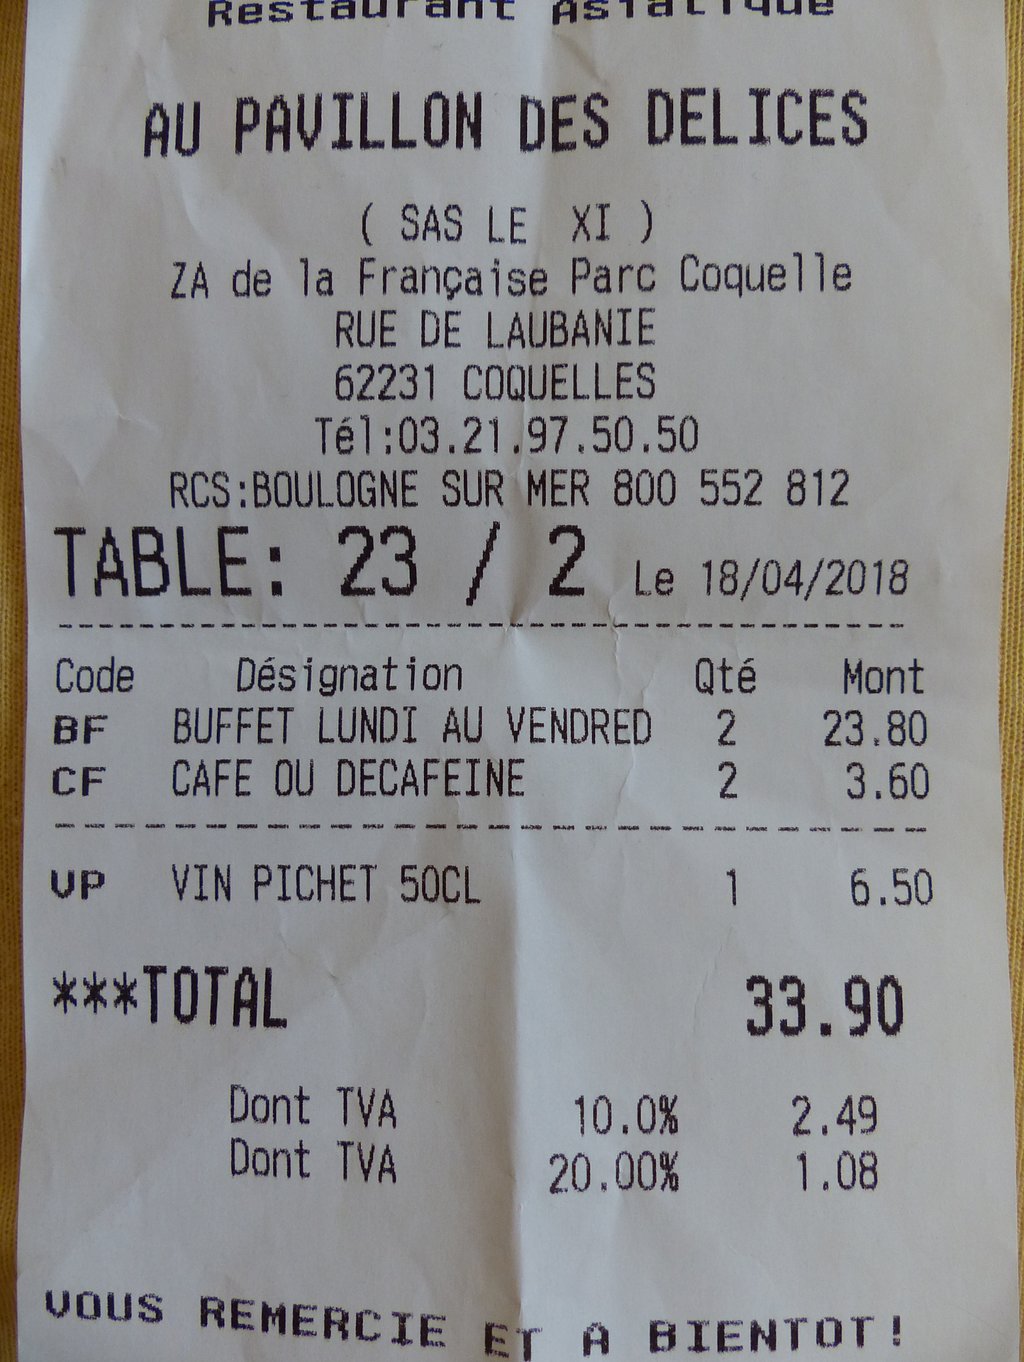 Restaurant Asiatique
AU PAVILLON DES DELICES
( SAS LE XI )
ZA de la Française Parc Coquelle
RUE DE LAUBANIE
62231 COQUELLES
Tél:03.21.97.50.50
RCS:BOULOGNE SUR MER 800 552 812
TABLE: 23 / 2 Le 18/04/2018
Code Désignation Qté Mont
BF BUFFET LUNDI AU VENDRED 2 23.80
CF CAFE OU DECAFEINE 2 3.60
VP VIN PICHET 50CL 1 6.50
***TOTAL 33.90
Dont TVA 10.0% 2.49
Dont TVA 20.00% 1.08
VOUS REMERCIE ET A BIENTOT!